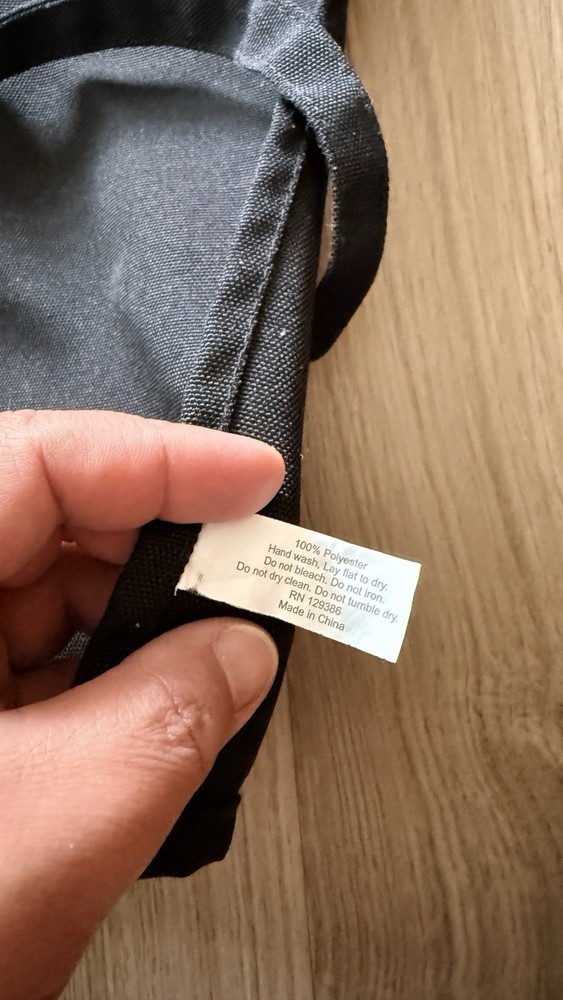 100% Polyester
Hand wash. Lay flat to dry.
Do not bleach. Do not iron.
Do not dry clean. Do not tumble dry.
RN 129386
Made in China